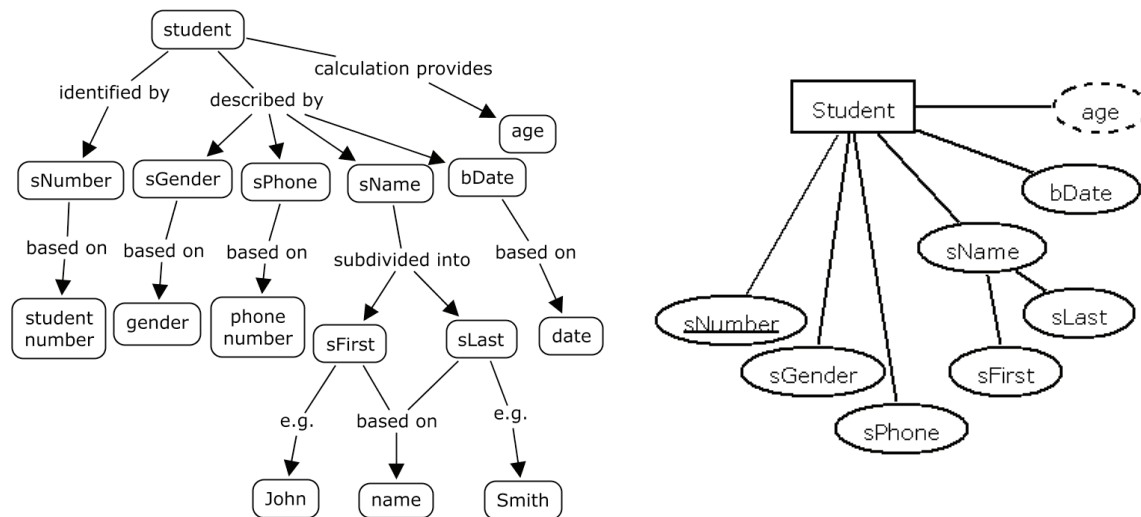 student
calculation provides
identified by
described by
age
sNumber
sGender
sPhone
sName
bDate
based on
based on
based on
subdivided into
based on
student
number
gender
phone
number
sFirst
sLast
date
e.g.
based on
e.g.
John
name
Smith
Student
age
bDate
sName
sLast
sNumber
sGender
sFirst
sPhone